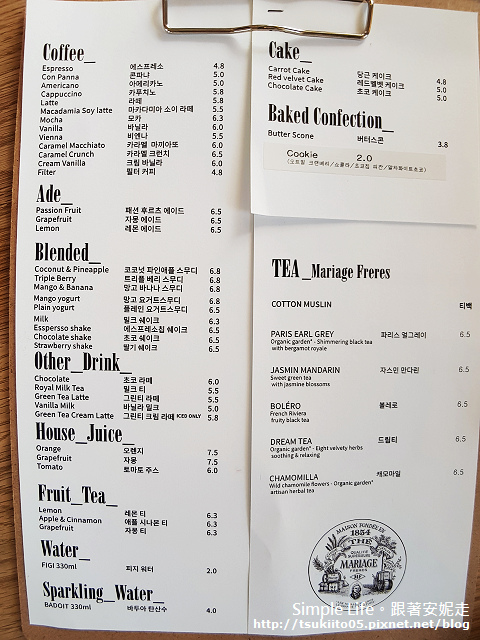 Coffee_
Espresso 에스프레소 4.8
Con Panna 콘파냐 5.0
Americano 아메리카노 5.0
Cappuccino 카푸치노 5.8
Latte 라떼 5.8
Macadamia Soy latte 마카다미아 소이 라떼 5.5
Mocha 모카 6.3
Vanilla 바닐라 6.0
Vienna 비엔나 5.5
Caramel Macchiato 카라멜 마끼아또 6.0
Caramel Crunch 카라멜 크런치 6.5
Cream Vanilla 크림 바닐라 6.0
Filter 필터 커피 4.8
Ade_
Passion Fruit 패션 후르츠 에이드 6.5
Grapefruit 자몽 에이드 6.5
Lemon 레몬 에이드 6.5
Blended_
Coconut & Pineapple 코코넛 파인애플 스무디 6.8
Triple Berry 트리플 베리 스무디 6.8
Mango & Banana 망고 바나나 스무디 6.8
Mango yogurt 망고 요거트스무디 6.8
Plain yogurt 플레인 요거트스무디 6.5
Milk 밀크 쉐이크 6.3
Esspersso shake 에스프레소칩 쉐이크 6.5
Chocolate shake 초코 쉐이크 6.5
Strawberry shake 딸기 쉐이크 6.5
Other_Drink_
Chocolate 초코 라떼 6.0
Royal Milk Tea 밀크 티 5.5
Green Tea Latte 그린티 라떼 5.5
Vanilla Milk 바닐라 밀크 5.0
Green Tea Cream Latte 그린티 크림 라떼 ICED ONLY 5.8
House_Juice_
Orange 오렌지 7.5
Grapefruit 자몽 7.5
Tomato 토마토 주스 6.0
Fruit_Tea_
Lemon 레몬 티 6.3
Apple & Cinnamon 애플 시나몬 티 6.3
Grapefruit 자몽 티 6.3
Water_
FIGI 330ml 피지 워터 2.0
Sparkling_Water_
BADOIT 330ml 바두아 탄산수 4.0
Cake_
Carrot Cake 당근 케이크 4.8
Red velvet Cake 레드벨벳 케이크 5.0
Chocolate Cake 초코 케이크 5.0
Baked Confection_
Butter Scone 버터스콘 3.8
Cookie 2.0
TEA_Mariage Freres
COTTON MUSLIN 티백
PARIS EARL GREY 파리스 얼그레이 6.5
Organic garden* - Shimmering black tea
with bergamot royale
JASMIN MANDARIN 자스민 만다린 6.5
Sweet green tea
with jasmine blossoms
BOLÉRO 볼레로 6.5
French Riviera
fruity black tea
DREAM TEA 드림티 6.5
Organic garden* - Eight velvety herbs
soothing & relaxing
CHAMOMILLA 캐모마일 6.5
Wild chamomile flowers - Organic garden*
artisan herbal tea
MAISON FONDÉE EN
1854
THÉ
QUALITÉ
SUPÉRIEURE
MARIAGE
FRÈRES
Simple Life。跟著安妮走
http://tsukiito05.pixnet.net/blog